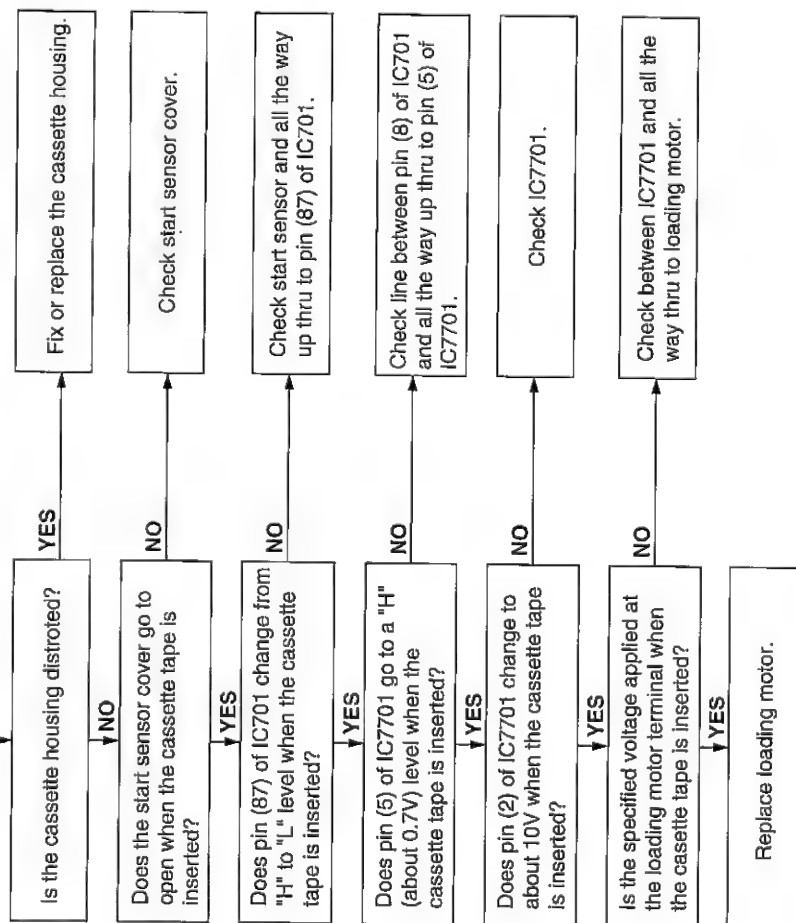 Is the cassette housing distroted?
YES
Fix or replace the cassette housing.
NO
Does the start sensor cover go to
open when the cassette tape is
inserted?
NO
Check start sensor cover.
YES
Does pin (87) of IC701 change from
"H" to "L" level when the cassette
tape is inserted?
NO
Check start sensor and all the way
up thru to pin (87) of IC701.
YES
Does pin (5) of IC7701 go to a "H"
(about 0.7V) level when the
cassette tape is inserted?
NO
Check line between pin (8) of IC701
and all the way up thru to pin (5) of
IC7701.
YES
Does pin (2) of IC7701 change to
about 10V when the cassette tape
is inserted?
NO
Check IC7701.
YES
Is the specified voltage applied at
the loading motor terminal when
the casette tape is inserted?
NO
Check between IC7701 and all the
way thru to loading motor.
YES
Replace loading motor.